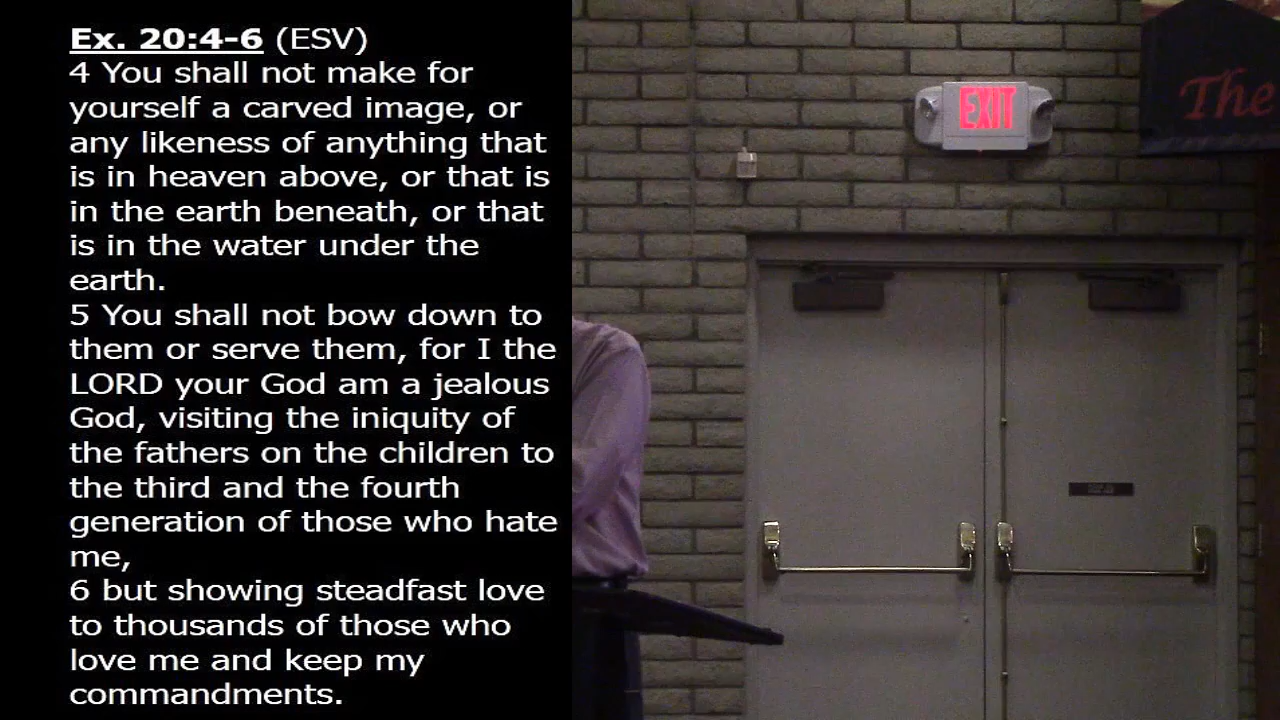 Ex. 20:4-6 (ESV)
4 You shall not make for
yourself a carved image, or
any likeness of anything that
is in heaven above, or that is
in the earth beneath, or that
is in the water under the
earth.
5 You shall not bow down to
them or serve them, for I the
LORD your God am a jealous
God, visiting the iniquity of
the fathers on the children to
the third and the fourth
generation of those who hate
me,
6 but showing steadfast love
to thousands of those who
love me and keep my
commandments.
EXIT
The